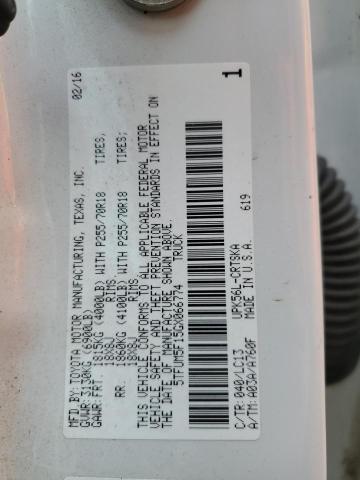 MFD.BY:TOYOTA MOTOR MANUFACTURING, TEXAS, INC. 02/16
GVWR:3130KG (6900LB)
GAWR:FRT. 1815KG (4000LB) WITH P255/70R18 TIRES,
18X8J RIMS
RR. 1860KG (4100LB) WITH P255/70R18 TIRES;
18X8J RIMS
THIS VEHICLE CONFORMS TO ALL APPLICABLE FEDERAL MOTOR
VEHICLE SAFETY AND THEFT PREVENTION STANDARDS IN EFFECT ON
THE DATE OF MANUFACTURE SHOWN ABOVE.
5TFUM5F15GX066774 TRUCK
C/TR: 040/LC13 UPK56L-CRTSKA 619
A/TM: A03A/A760F MADE IN U.S.A. 1